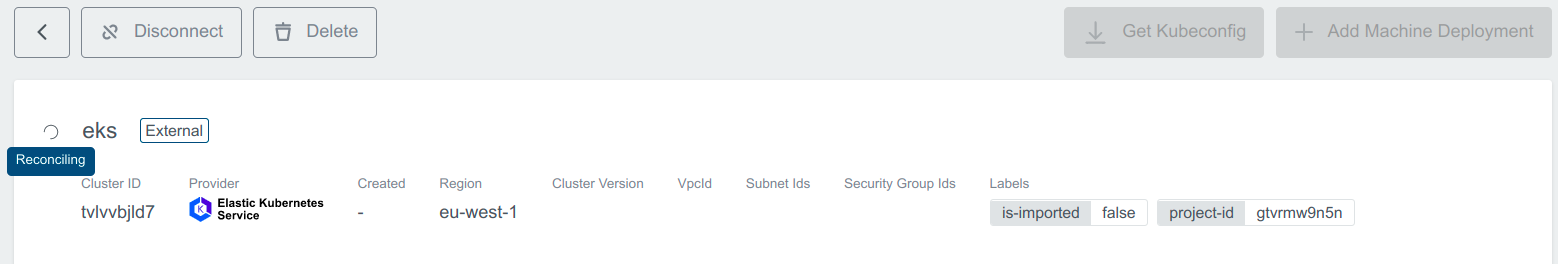 Disconnect Delete Get Kubeconfig Add Machine Deployment
eks External
Reconciling
Cluster ID Provider Created Region Cluster Version VpcId Subnet Ids Security Group Ids Labels
tvlvvbjld7 Elastic Kubernetes Service - eu-west-1 is-imported false project-id gtvrmw9n5n